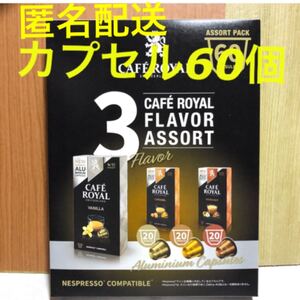 匿名配送
カプセル60個
ASSORT PACK
CAFÉ ROYAL
3
CAFÉ ROYAL
FLAVOR
ASSORT
Flavor
CAFÉ
ROYAL
VANILLA
20
20
20
Aluminium Capsules
NESPRESSO COMPATIBLE